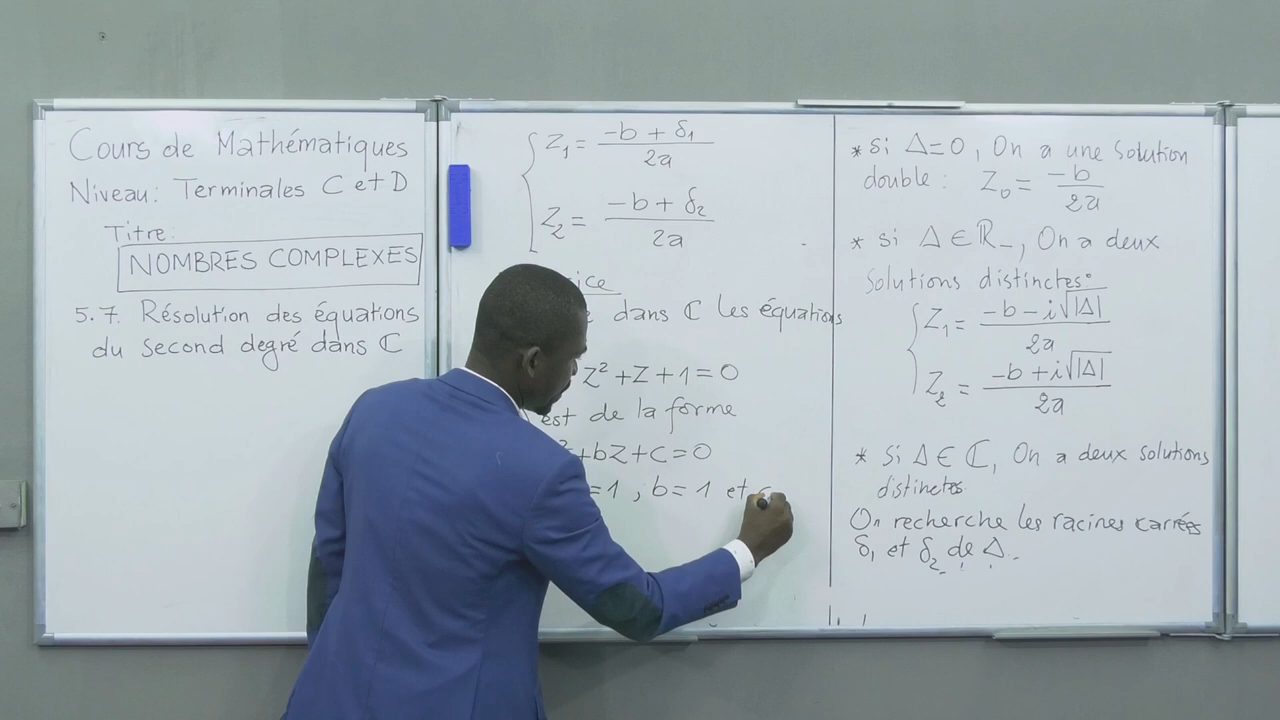 Cours de Mathématiques
Niveau: Terminales C et D
Titre:
NOMBRES COMPLEXES
5.7. Résolution des équations
du second degré dans ℂ
Z₁ = (-b + δ₁)/2a
Z₂ = (-b + δ₂)/2a
dans ℂ les équations
Z² + Z + 1 = 0
est de la forme
+ bZ + c = 0
= 1 ; b = 1 et
* Si Δ = 0, On a une solution
double : Z₀ = -b/2a
* si Δ ∈ ℝ₋, On a deux
Solutions distinctes:
Z₁ = (-b - i√|Δ|)/2a
Z₂ = (-b + i√|Δ|)/2a
* Si Δ ∈ ℂ, On a deux solutions
distinctes
On recherche les racines carrées
δ₁ et δ₂ de Δ.